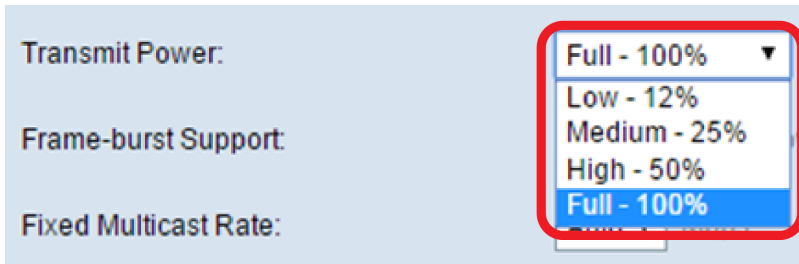 Transmit Power:
Full - 100%
Low - 12%
Medium - 25%
Frame-burst Support:
High - 50%
Full - 100%
Fixed Multicast Rate: